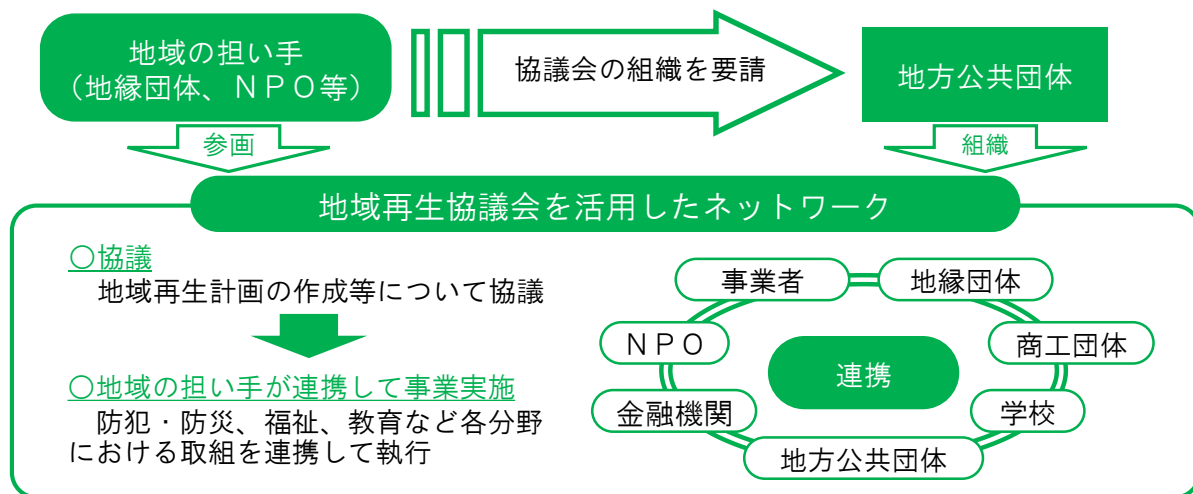 地域の担い手
（地縁団体、ＮＰＯ等）
協議会の組織を要請
地方公共団体
参画
組織
地域再生協議会を活用したネットワーク
〇協議
地域再生計画の作成等について協議
〇地域の担い手が連携して事業実施
防犯・防災、福祉、教育など各分野
における取組を連携して執行
事業者
地縁団体
ＮＰＯ
商工団体
連携
金融機関
学校
地方公共団体